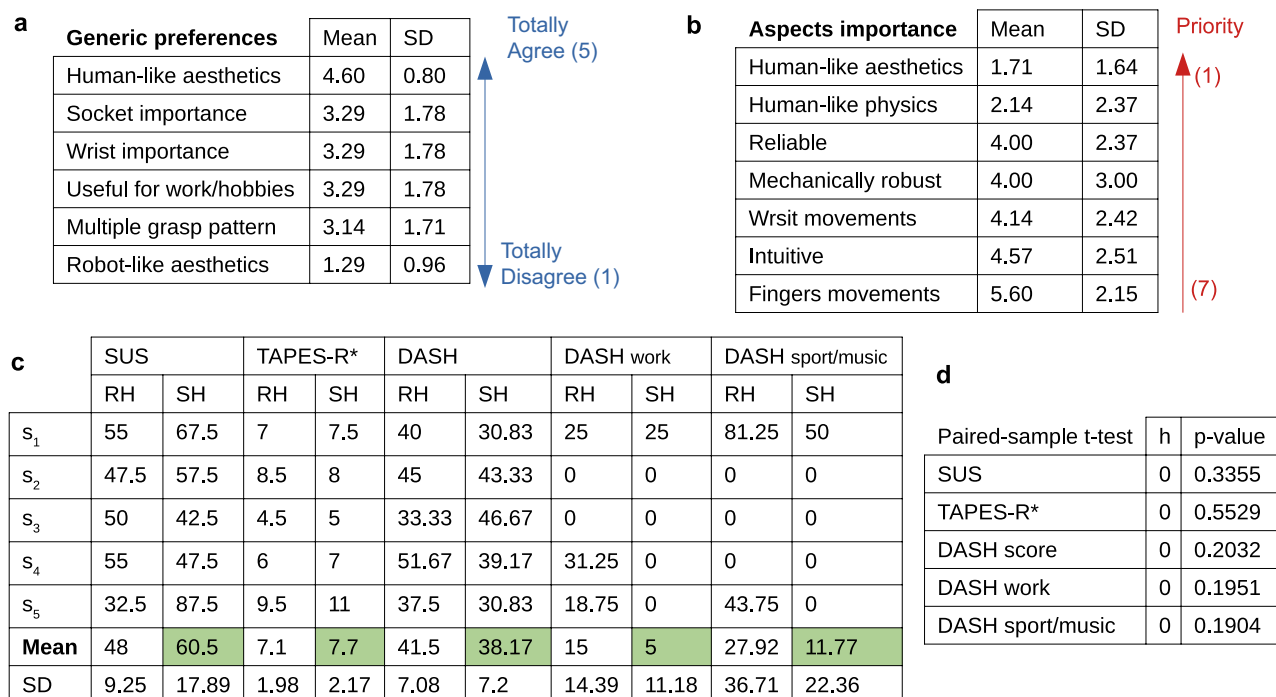 a
Generic preferences Mean SD
Human-like aesthetics 4.60 0.80
Socket importance 3.29 1.78
Wrist importance 3.29 1.78
Useful for work/hobbies 3.29 1.78
Multiple grasp pattern 3.14 1.71
Robot-like aesthetics 1.29 0.96
Totally
Agree (5)
Totally
Disagree (1)
b
Aspects importance Mean SD
Human-like aesthetics 1.71 1.64
Human-like physics 2.14 2.37
Reliable 4.00 2.37
Mechanically robust 4.00 3.00
Wrsit movements 4.14 2.42
Intuitive 4.57 2.51
Fingers movements 5.60 2.15
Priority
(1)
(7)
c
SUS TAPES-R* DASH DASH work DASH sport/music
RH SH RH SH RH SH RH SH RH SH
s1 55 67.5 7 7.5 40 30.83 25 25 81.25 50
s2 47.5 57.5 8.5 8 45 43.33 0 0 0 0
s3 50 42.5 4.5 5 33.33 46.67 0 0 0 0
s4 55 47.5 6 7 51.67 39.17 31.25 0 0 0
s5 32.5 87.5 9.5 11 37.5 30.83 18.75 0 43.75 0
Mean 48 60.5 7.1 7.7 41.5 38.17 15 5 27.92 11.77
SD 9.25 17.89 1.98 2.17 7.08 7.2 14.39 11.18 36.71 22.36
d
Paired-sample t-test h p-value
SUS 0 0.3355
TAPES-R* 0 0.5529
DASH score 0 0.2032
DASH work 0 0.1951
DASH sport/music 0 0.1904